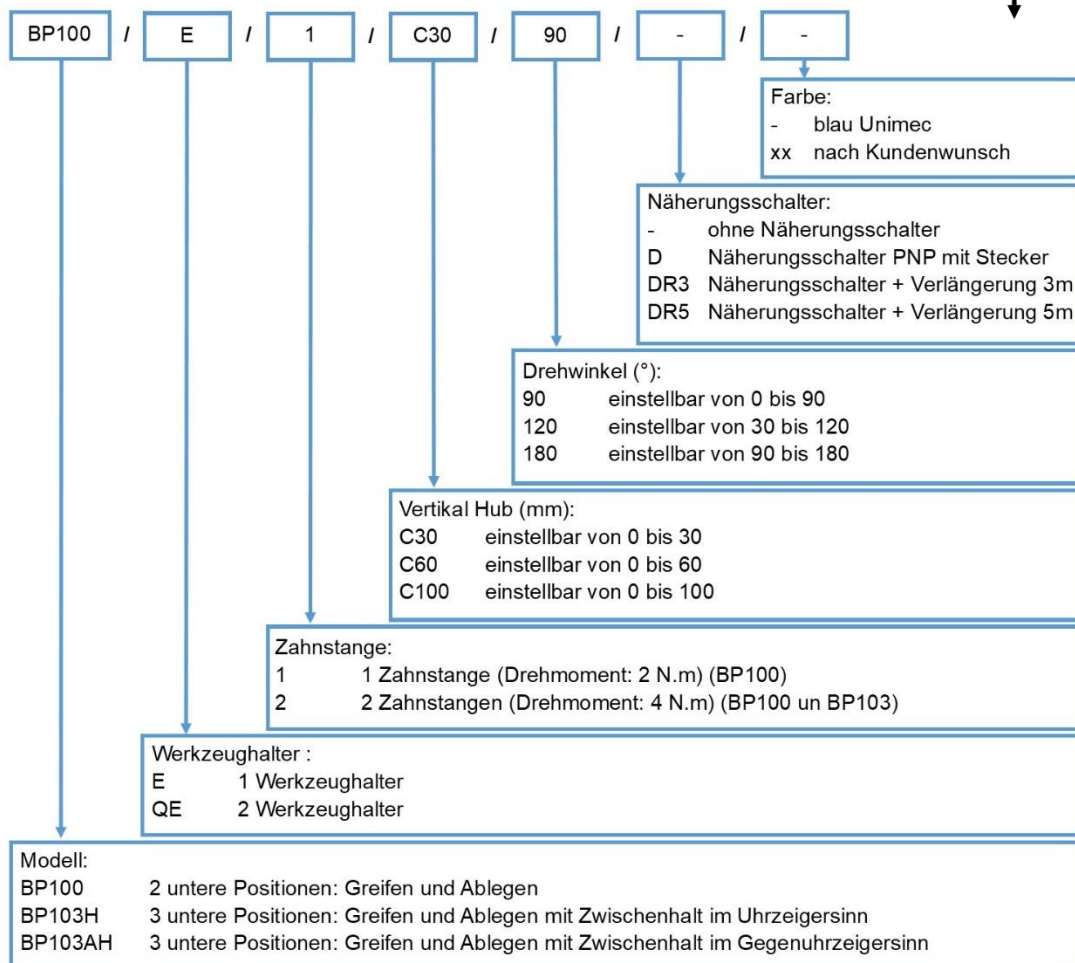 BP100 / E / 1 / C30 / 90 / - / -
Farbe:
- blau Unimec
xx nach Kundenwunsch
Näherungsschalter:
- ohne Näherungsschalter
D Näherungsschalter PNP mit Stecker
DR3 Näherungsschalter + Verlängerung 3m
DR5 Näherungsschalter + Verlängerung 5m
Drehwinkel (°):
90 einstellbar von 0 bis 90
120 einstellbar von 30 bis 120
180 einstellbar von 90 bis 180
Vertikal Hub (mm):
C30 einstellbar von 0 bis 30
C60 einstellbar von 0 bis 60
C100 einstellbar von 0 bis 100
Zahnstange:
1 1 Zahnstange (Drehmoment: 2 N.m) (BP100)
2 2 Zahnstangen (Drehmoment: 4 N.m) (BP100 un BP103)
Werkzeughalter :
E 1 Werkzeughalter
QE 2 Werkzeughalter
Modell:
BP100 2 untere Positionen: Greifen und Ablegen
BP103H 3 untere Positionen: Greifen und Ablegen mit Zwischenhalt im Uhrzeigersinn
BP103AH 3 untere Positionen: Greifen und Ablegen mit Zwischenhalt im Gegenuhrzeigersinn